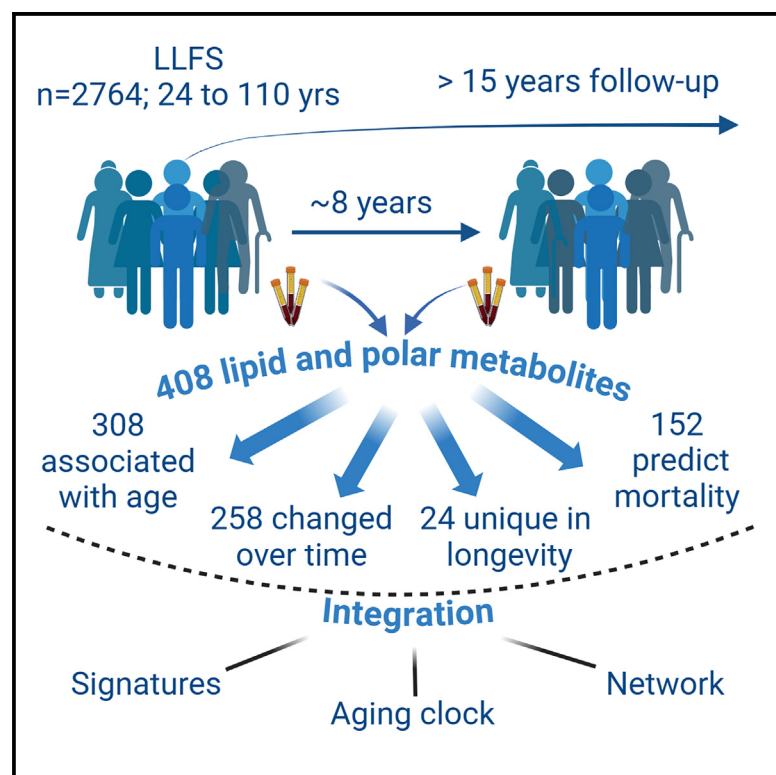 LLFS
n=2764; 24 to 110 yrs
> 15 years follow-up
~8 years
408 lipid and polar metabolites
308
associated
with age
258 changed
over time
24 unique in
longevity
152
predict
mortality
Integration
Signatures
Aging clock
Network